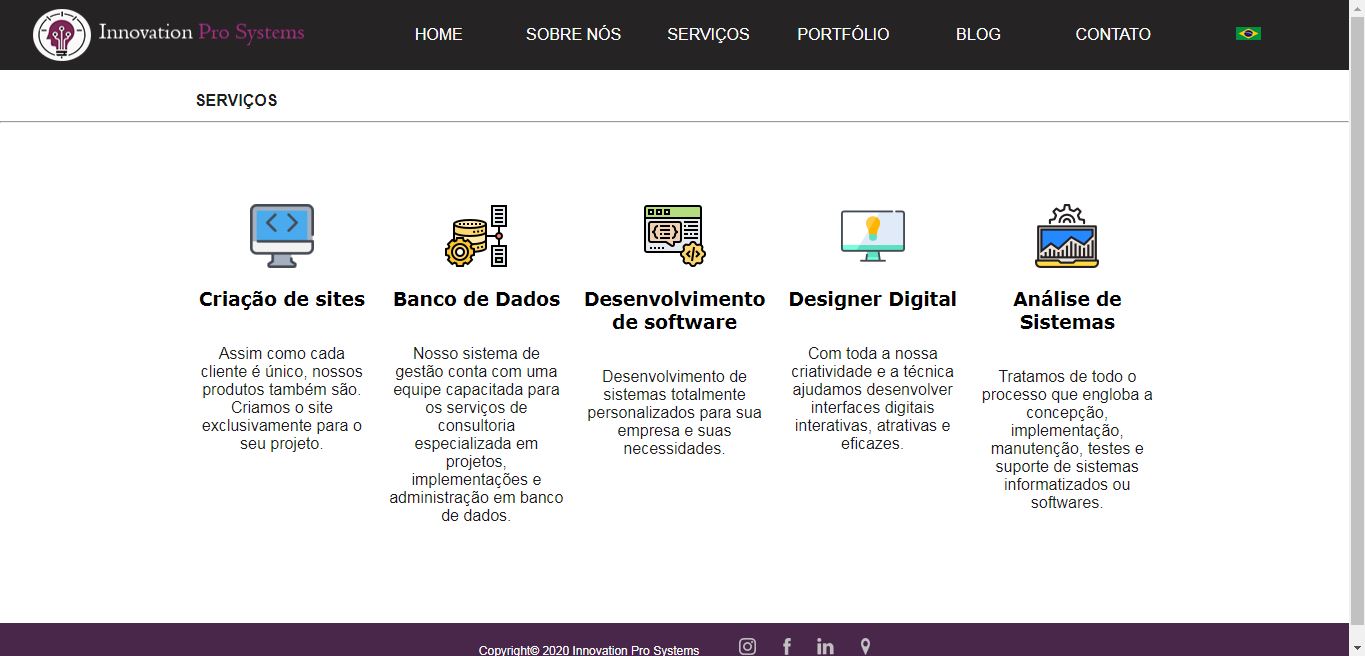 Innovation Pro Systems
HOME SOBRE NÓS SERVIÇOS PORTFÓLIO BLOG CONTATO
SERVIÇOS
Criação de sites
Assim como cada
cliente é único, nossos
produtos também são.
Criamos o site
exclusivamente para o
seu projeto.
Banco de Dados
Nosso sistema de
gestão conta com uma
equipe capacitada para
os serviços de
consultoria
especializada em
projetos,
implementações e
administração em banco
de dados.
Desenvolvimento
de software
Desenvolvimento de
sistemas totalmente
personalizados para sua
empresa e suas
necessidades.
Designer Digital
Com toda a nossa
criatividade e a técnica
ajudamos desenvolver
interfaces digitais
interativas, atrativas e
eficazes.
Análise de
Sistemas
Tratamos de todo o
processo que engloba a
concepção,
implementação,
manutenção, testes e
suporte de sistemas
informatizados ou
softwares.
Copyright© 2020 Innovation Pro Systems